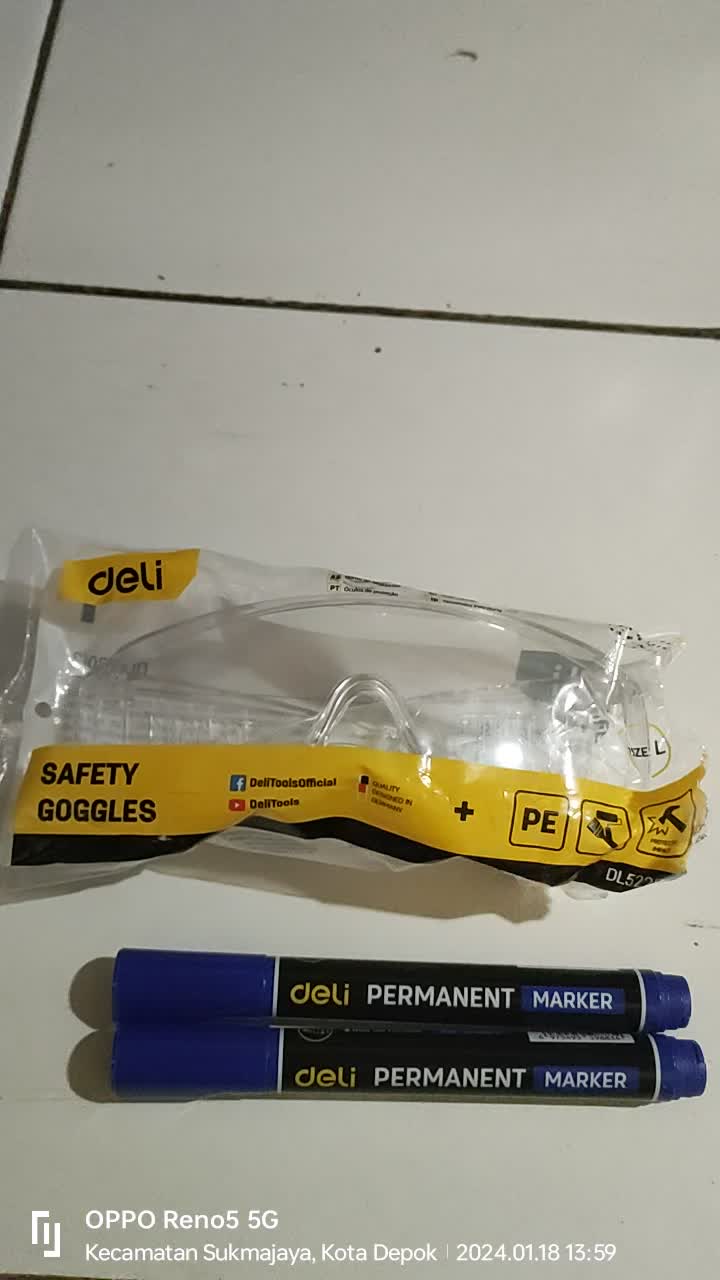 deli
PT Óculos de proteção
SIZE L
SAFETY
GOGGLES
DeliToolsOfficial
DeliTools
QUALITY
DESIGNED IN
GERMANY
+
PE
DL522
deli PERMANENT MARKER
deli PERMANENT MARKER
OPPO Reno5 5G
Kecamatan Sukmajaya, Kota Depok | 2024.01.18 13:59